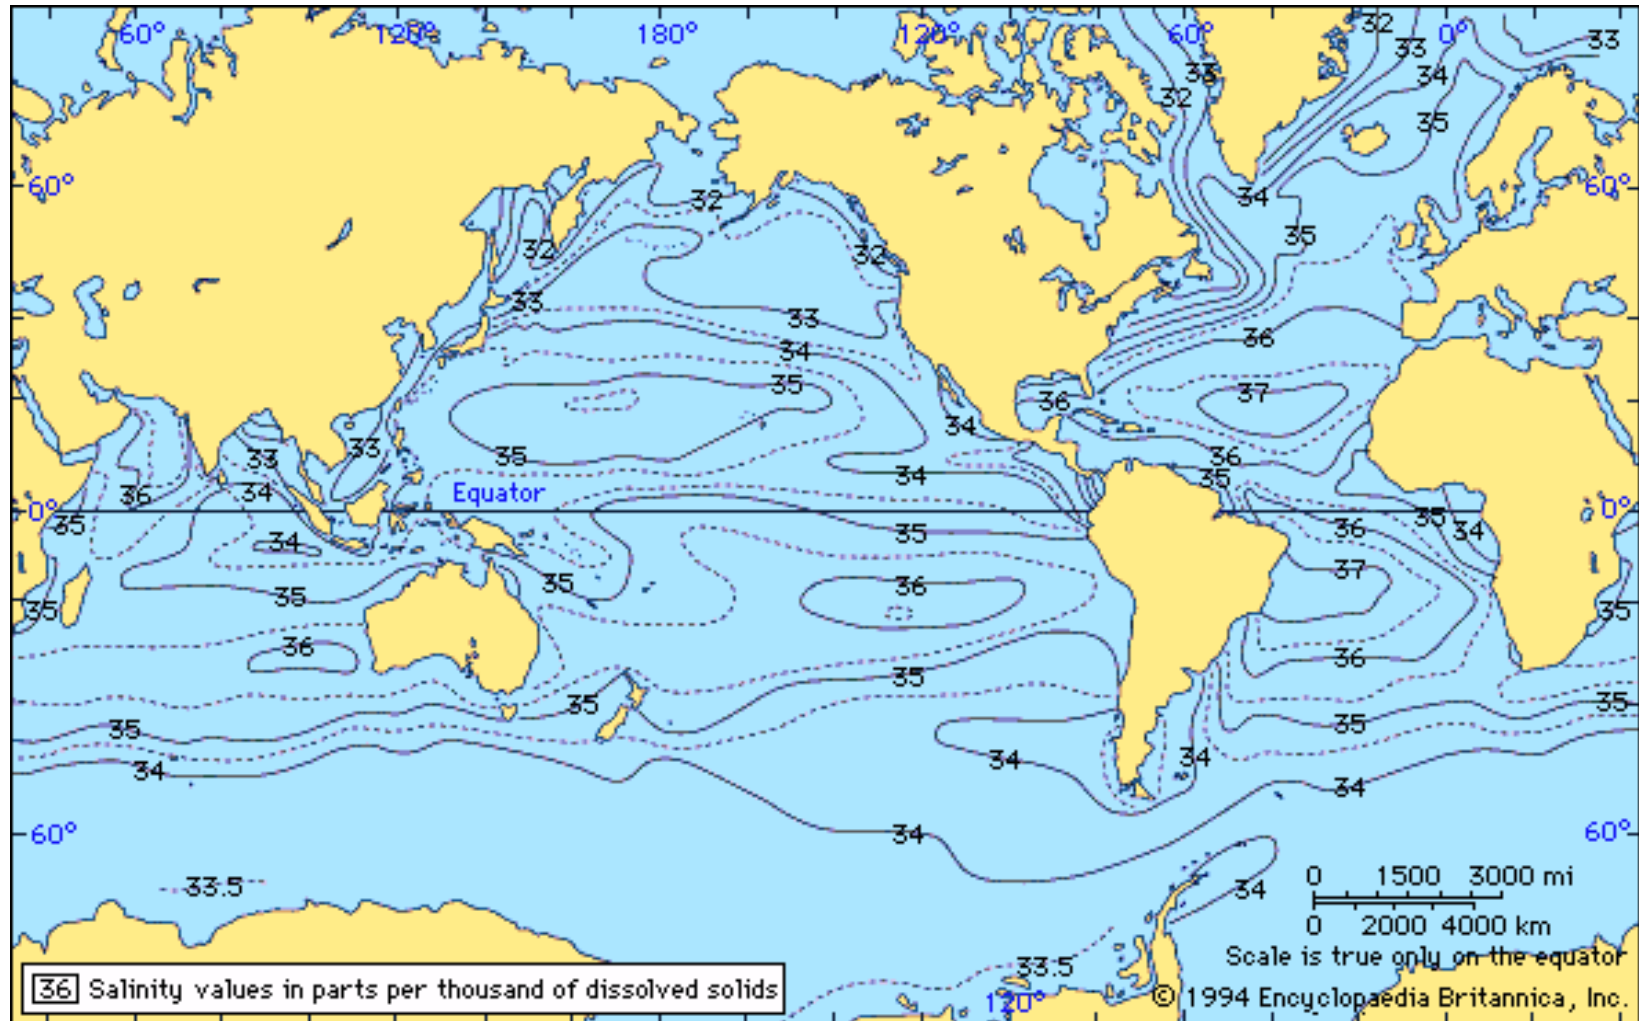 60° 120° 180° 120° 60° 32 0° 33
33
33 34
32 35
60° 32 34 60°
32 32 35
33 33 36
34
35 37
36
34
33 33 35 36
34 34 35
36 Equator
35 0° 35 36 35 34 0°
34
35 35 36 37
35 35
36 36
35 35
35 35 35
34 34 34
34
60° 34 60°
33.5 34
0 1500 3000 mi
0 2000 4000 km
Scale is true only on the equator
33.5
36 Salinity values in parts per thousand of dissolved solids
120° © 1994 Encyclopaedia Britannica, Inc.